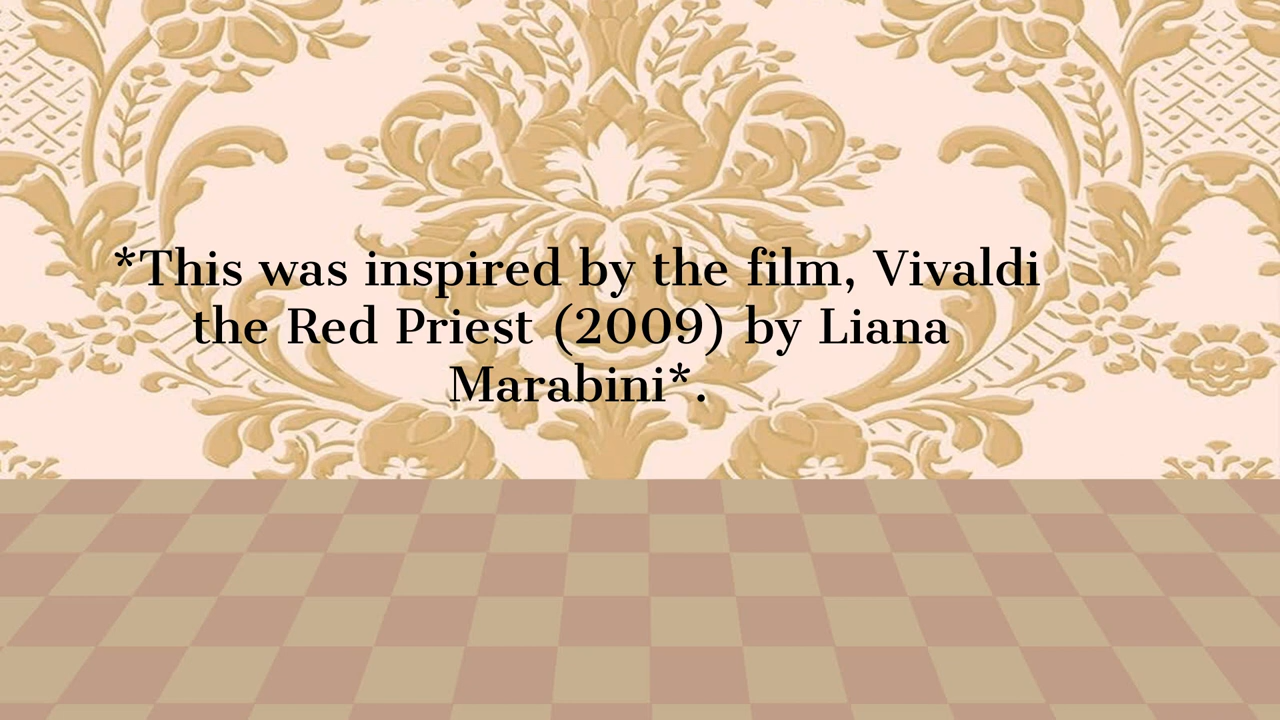 *This was inspired by the film, Vivaldi
the Red Priest (2009) by Liana
Marabini*.